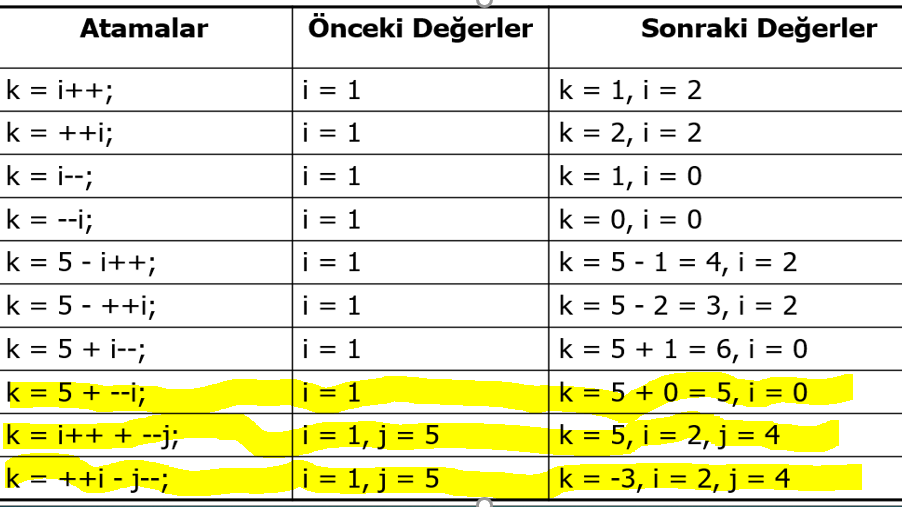 Atamalar Önceki Değerler Sonraki Değerler
k = i++; i = 1 k = 1, i = 2
k = ++i; i = 1 k = 2, i = 2
k = i--; i = 1 k = 1, i = 0
k = --i; i = 1 k = 0, i = 0
k = 5 - i++; i = 1 k = 5 - 1 = 4, i = 2
k = 5 - ++i; i = 1 k = 5 - 2 = 3, i = 2
k = 5 + i--; i = 1 k = 5 + 1 = 6, i = 0
k = 5 + --i; i = 1 k = 5 + 0 = 5, i = 0
k = i++ + --j; i = 1, j = 5 k = 5, i = 2, j = 4
k = ++i - j--; i = 1, j = 5 k = -3, i = 2, j = 4